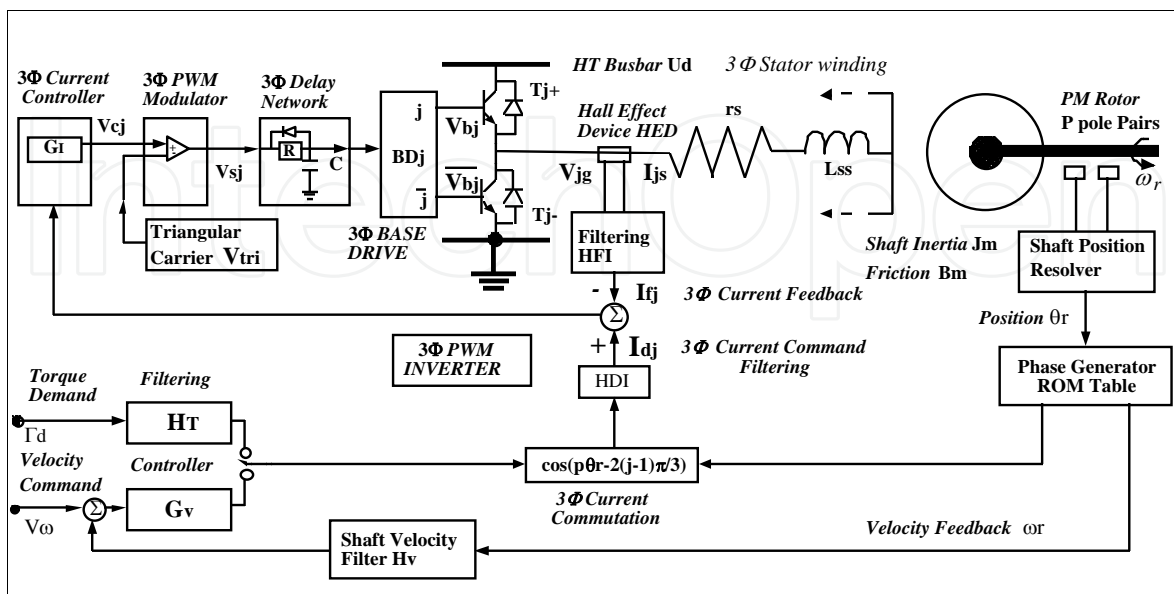 3Φ Current
Controller
3Φ PWM
Modulator
3Φ Delay
Network
HT Busbar Ud
3Φ Stator winding
GI
Vcj
+
-
Vsj
R
C
BDj
j
j̅
Vbj
V̅bj
Tj+
Tj-
Hall Effect
Device HED
Vjg
Ijs
rs
Lss
PM Rotor
P pole Pairs
ωr
Triangular
Carrier Vtri
3Φ BASE
DRIVE
Filtering
HFI
Shaft Inertia Jm
Friction Bm
Shaft Position
Resolver
-
Ifj
3Φ Current Feedback
Σ
Position θr
3Φ PWM
INVERTER
+
Idj
3Φ Current Command
Filtering
HDI
Phase Generator
ROM Table
Torque
Demand
Filtering
HT
Γd
Velocity
Command
Controller
cos(pθr-2(j-1)π/3)
Σ
Gv
Vω
3Φ Current
Commutation
Velocity Feedback ωr
Shaft Velocity
Filter Hv
InTechOpen